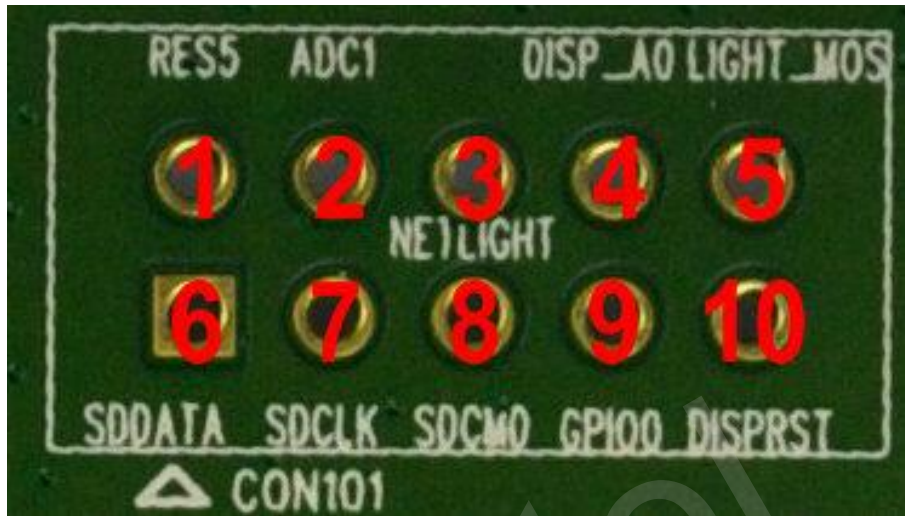 RES5 ADC1 DISP_A0 LIGHT_MOS
1 2 3 4 5
NETLIGHT
6 7 8 9 10
SDDATA SDCLK SDCMD GPIO0 DISPRST
CON101